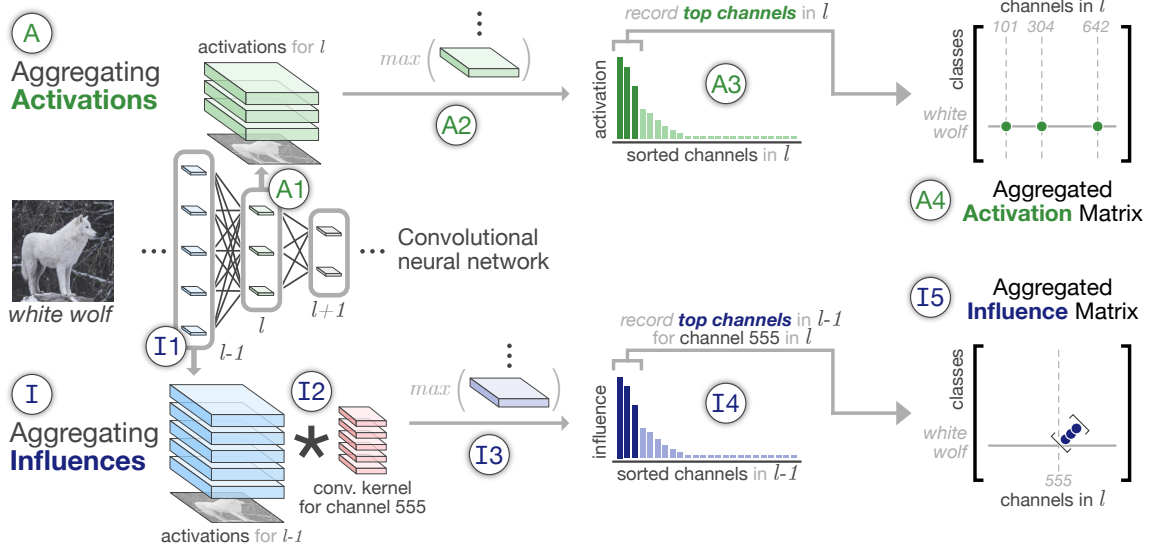 A
Aggregating
Activations
activations for l
max
A2
record top channels in l
activation
A3
sorted channels in l
channels in l
101 304 642
classes
white
wolf
A4
Aggregated
Activation Matrix
A1
white wolf
...
l-1
l
l+1
...
Convolutional
neural network
I1
I
Aggregating
Influences
activations for l-1
I2
*
conv. kernel
for channel 555
max
I3
record top channels in l-1
for channel 555 in l
influence
I4
sorted channels in l-1
I5
Aggregated
Influence Matrix
classes
white
wolf
555
channels in l